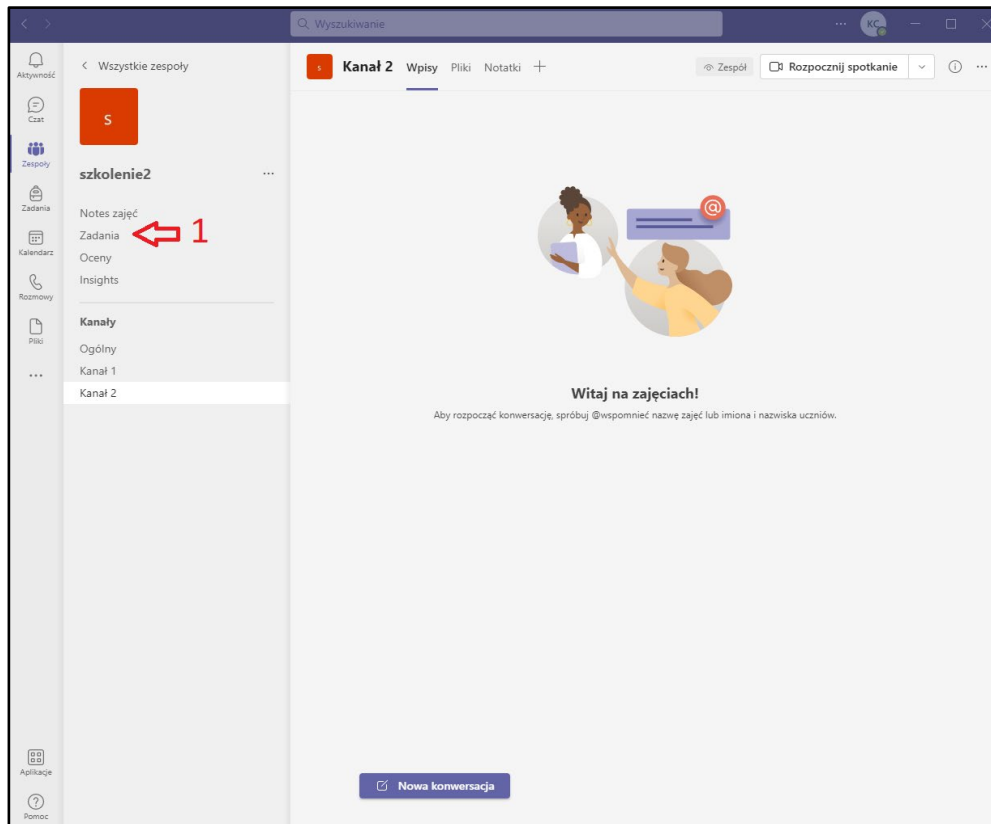 Wyszukiwanie
...
KC
Aktywność
Czat
Zespoły
Zadania
Kalendarz
Rozmowy
Pliki
...
Aplikacje
Pomoc
Wszystkie zespoły
S
szkolenie2
...
Notes zajęć
Zadania
1
Oceny
Insights
Kanały
Ogólny
Kanał 1
Kanał 2
s Kanał 2 Wpisy Pliki Notatki +
Zespół Rozpocznij spotkanie ...
@
Witaj na zajęciach!
Aby rozpocząć konwersację, spróbuj @wspomnieć nazwę zajęć lub imiona i nazwiska uczniów.
Nowa konwersacja